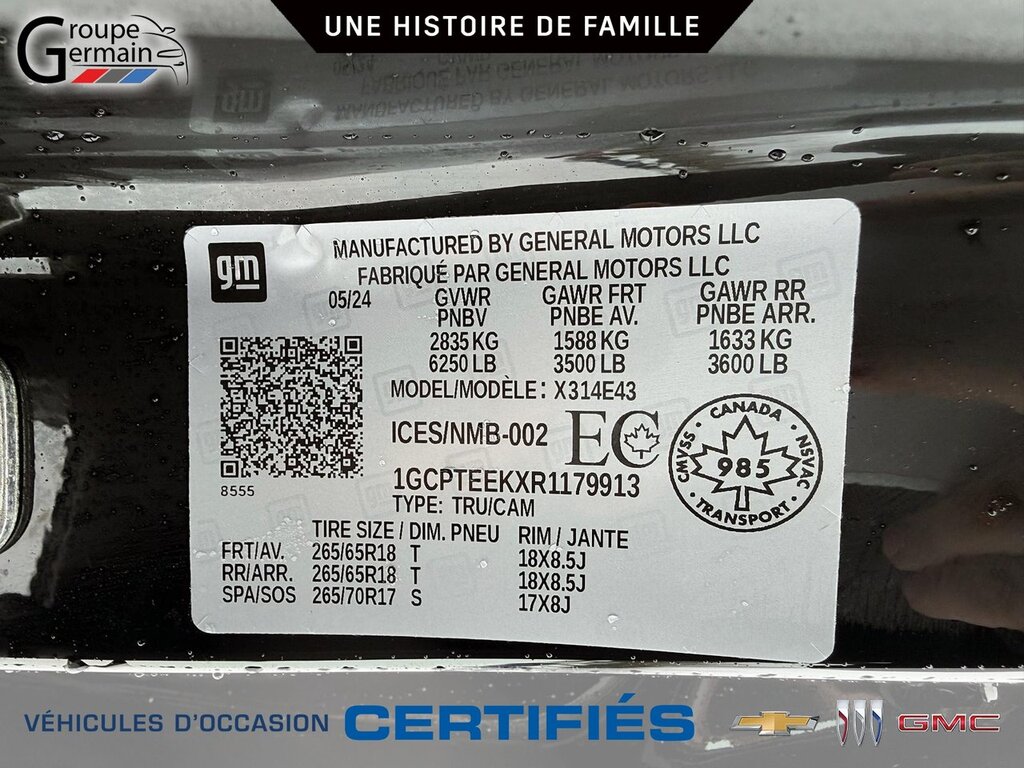 Groupe
Germain
UNE HISTOIRE DE FAMILLE
gm
MANUFACTURED BY GENERAL MOTORS LLC
FABRIQUÉ PAR GENERAL MOTORS LLC
05/24 GVWR GAWR FRT GAWR RR
PNBV PNBE AV. PNBE ARR.
2835 KG 1588 KG 1633 KG
6250 LB 3500 LB 3600 LB
MODEL/MODÈLE: X314E43
ICES/NMB-002 EC
CANADA
CMVSS 985 NSVAC
TRANSPORT
8555
1GCPTEEKXR1179913
TYPE: TRU/CAM
TIRE SIZE / DIM. PNEU RIM / JANTE
FRT/AV. 265/65R18 T 18X8.5J
RR/ARR. 265/65R18 T 18X8.5J
SPA/SOS 265/70R17 S 17X8J
VÉHICULES D'OCCASION CERTIFIÉS GMC